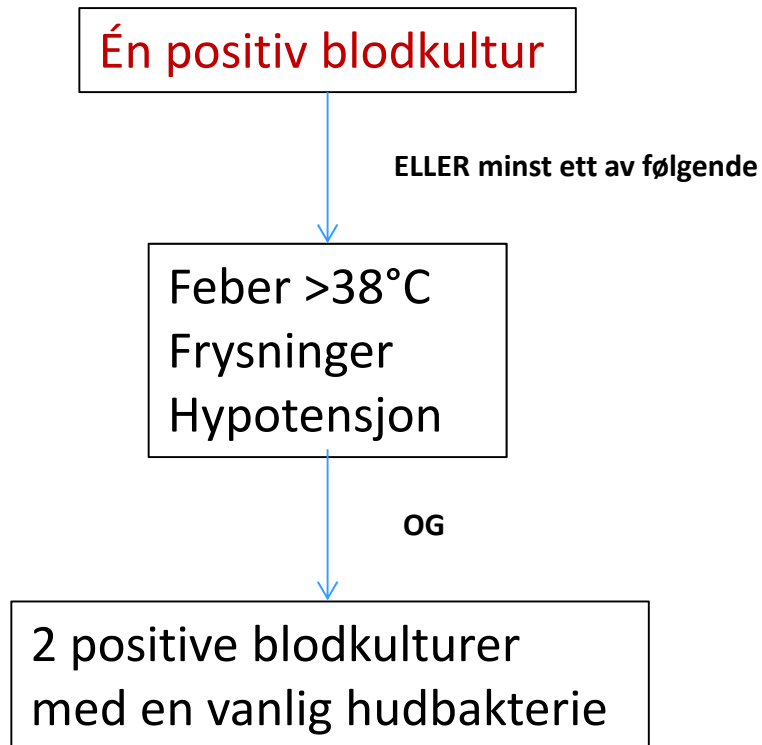 Én positiv blodkultur
ELLER minst ett av følgende
Feber >38°C
Frysninger
Hypotensjon
OG
2 positive blodkulturer
med en vanlig hudbakterie